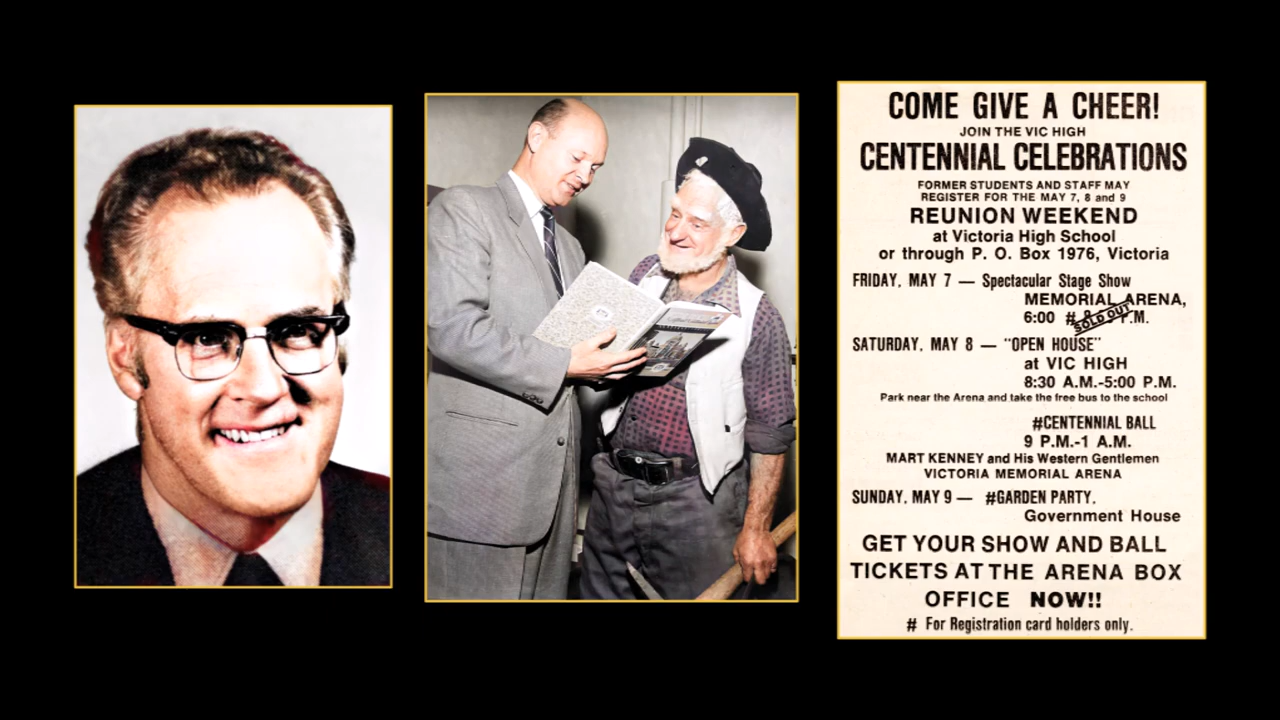 COME GIVE A CHEER!
JOIN THE VIC HIGH
CENTENNIAL CELEBRATIONS
FORMER STUDENTS AND STAFF MAY
REGISTER FOR THE MAY 7, 8 and 9
REUNION WEEKEND
at Victoria High School
or through P. O. Box 1976, Victoria
FRIDAY, MAY 7 — Spectacular Stage Show
MEMORIAL ARENA,
6:00 # P.M.
SOLD OUT
SATURDAY, MAY 8 — "OPEN HOUSE"
at VIC HIGH
8:30 A.M.-5:00 P.M.
Park near the Arena and take the free bus to the school
#CENTENNIAL BALL
9 P.M.-1 A.M.
MART KENNEY and His Western Gentlemen
VICTORIA MEMORIAL ARENA
SUNDAY, MAY 9 — #GARDEN PARTY,
Government House
GET YOUR SHOW AND BALL
TICKETS AT THE ARENA BOX
OFFICE NOW!!
# For Registration card holders only.